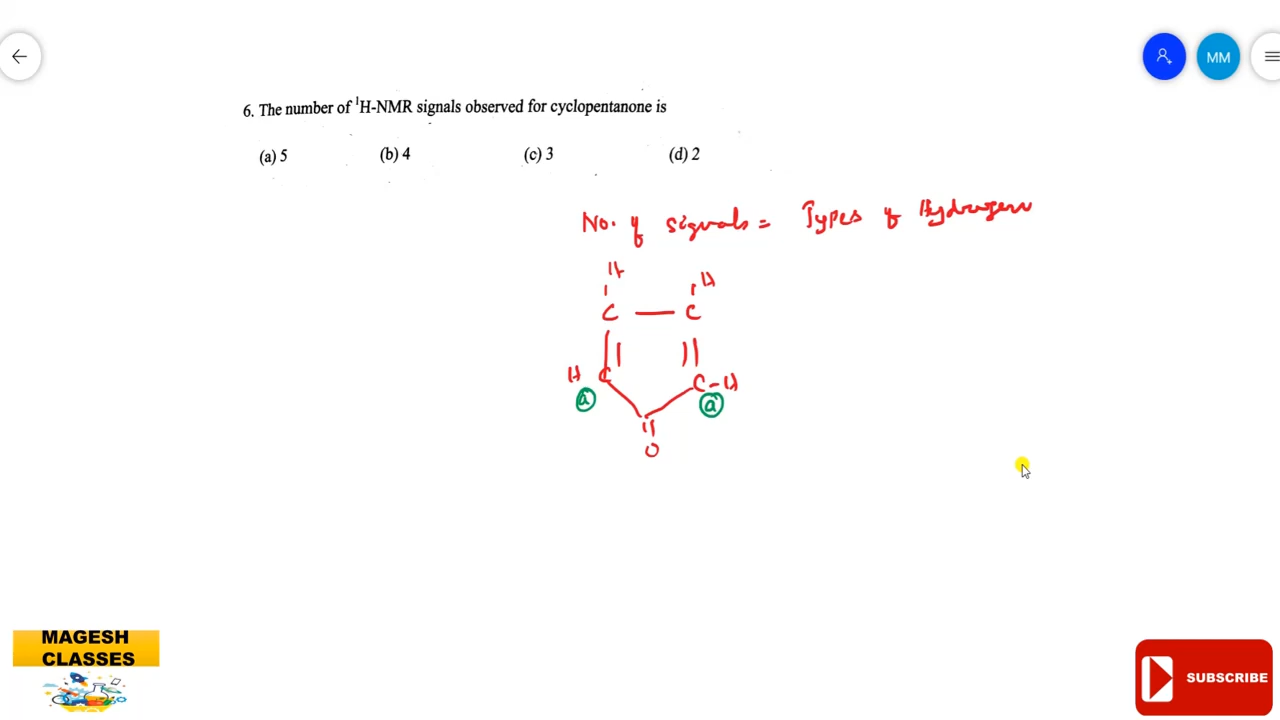 MM
6. The number of ¹H-NMR signals observed for cyclopentanone is
(a) 5 (b) 4 (c) 3 (d) 2
No. of signals = Types of Hydrogens
H H
C C
H C C-H
a a
O
MAGESH
CLASSES
SUBSCRIBE